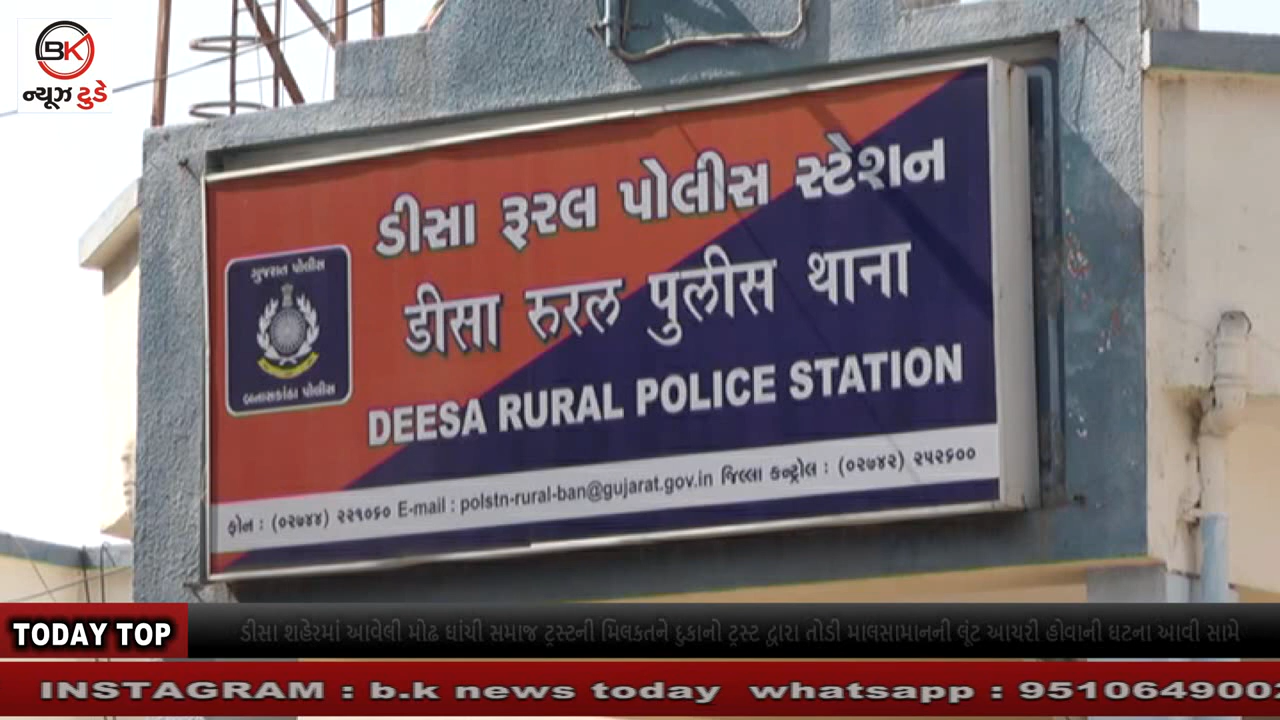 BK
ન્યૂઝ ટુડે
ડીસા રૂરલ પોલીસ સ્ટેશન
ગુજરાત પોલીસ
डीसा रुरल पुलीस थाना
બનાસકાંઠા પોલીસ
DEESA RURAL POLICE STATION
ફોન : (૦૨૭૪૪) ૨૨૧૦૬૦ E-mail : polstn-rural-ban@gujarat.gov.in જિલ્લા કન્ટ્રોલ : (૦૨૭૪૨) ૨૫૨૬૦૦
TODAY TOP ડીસા શહેરમાં આવેલી મોઢ ઘાંચી સમાજ ટ્રસ્ટની મિલકતને દુકાનો ટ્રસ્ટ દ્વારા તોડી માલસામાનની લૂંટ આચરી હોવાની ઘટના આવી સામે
INSTAGRAM : b.k news today whatsapp : 951064900